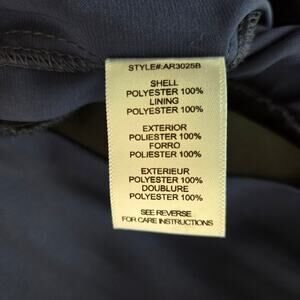 STYLE#:AR3025B
SHELL
POLYESTER 100%
LINING
POLYESTER 100%
EXTERIOR
POLIESTER 100%
FORRO
POLIESTER 100%
EXTERIEUR
POLYESTER 100%
DOUBLURE
POLYESTER 100%
SEE REVERSE
FOR CARE INSTRUCTIONS